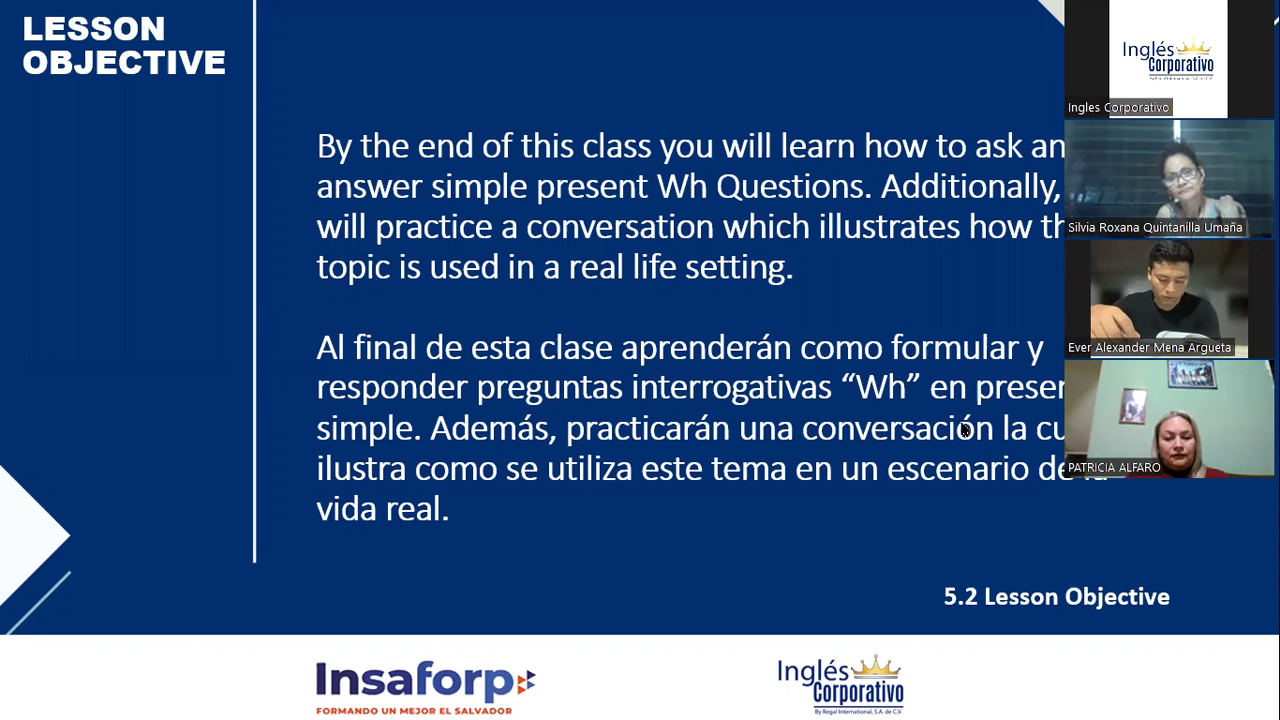 LESSON
OBJECTIVE
By the end of this class you will learn how to ask an
answer simple present Wh Questions. Additionally,
will practice a conversation which illustrates how th
topic is used in a real life setting.
Al final de esta clase aprenderán como formular y
responder preguntas interrogativas “Wh” en presen
simple. Además, practicarán una conversación la cu
ilustra como se utiliza este tema en un escenario de la
vida real.
5.2 Lesson Objective
Insaforp
FORMANDO UN MEJOR EL SALVADOR
Inglés
Corporativo
By Regal International, S.A. de C.V.
Inglés
Corporativo
Ingles Corporativo
Silvia Roxana Quintanilla Umaña
Ever Alexander Mena Argueta
PATRICIA ALFARO